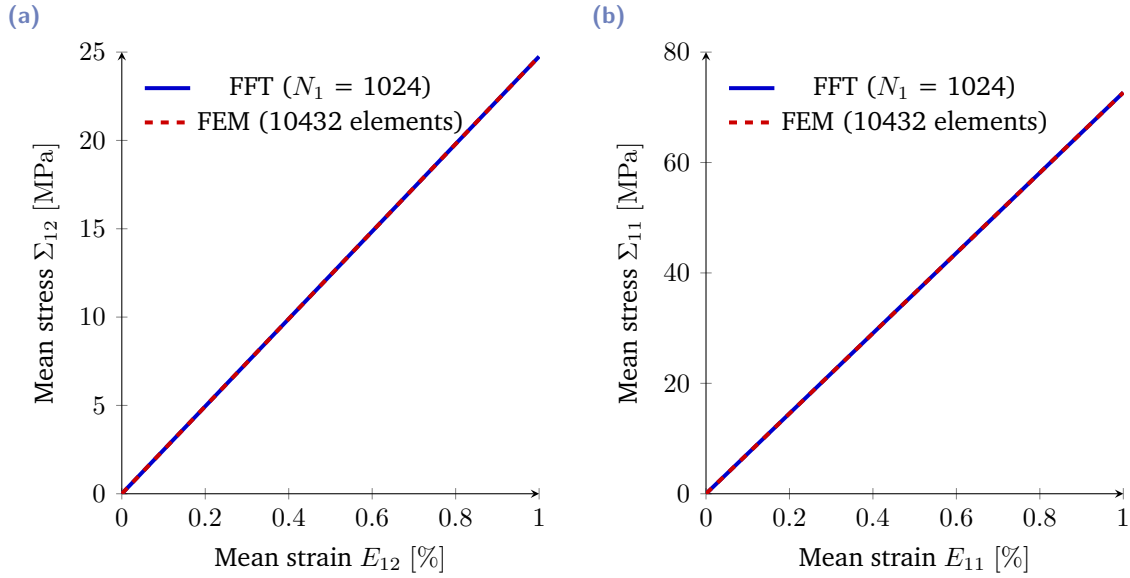 (a)
25
20
15
10
5
0
0
0.2
0.4
0.6
0.8
1
Mean strain E₁₂ [%]
Mean stress Σ₁₂ [MPa]
FFT (N₁ = 1024)
FEM (10432 elements)
(b)
80
60
40
20
0
0
0.2
0.4
0.6
0.8
1
Mean strain E₁₁ [%]
Mean stress Σ₁₁ [MPa]
FFT (N₁ = 1024)
FEM (10432 elements)